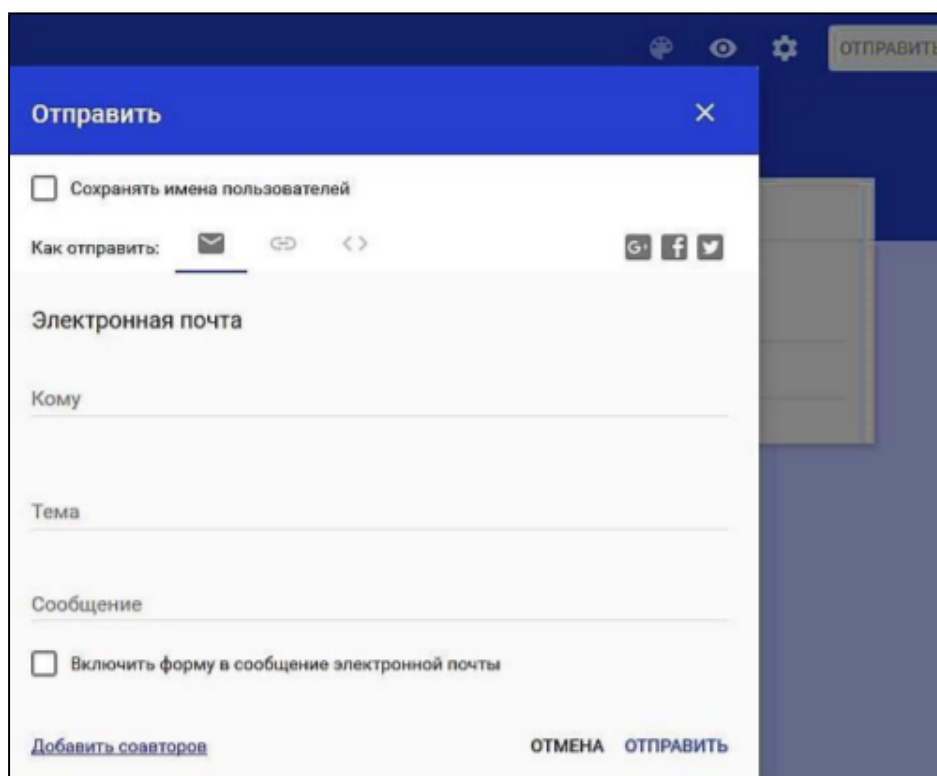 ОТПРАВИТЬ
Отправить
Сохранять имена пользователей
Как отправить:
Электронная почта
Кому
Тема
Сообщение
Включить форму в сообщение электронной почты
Добавить соавторов ОТМЕНА ОТПРАВИТЬ